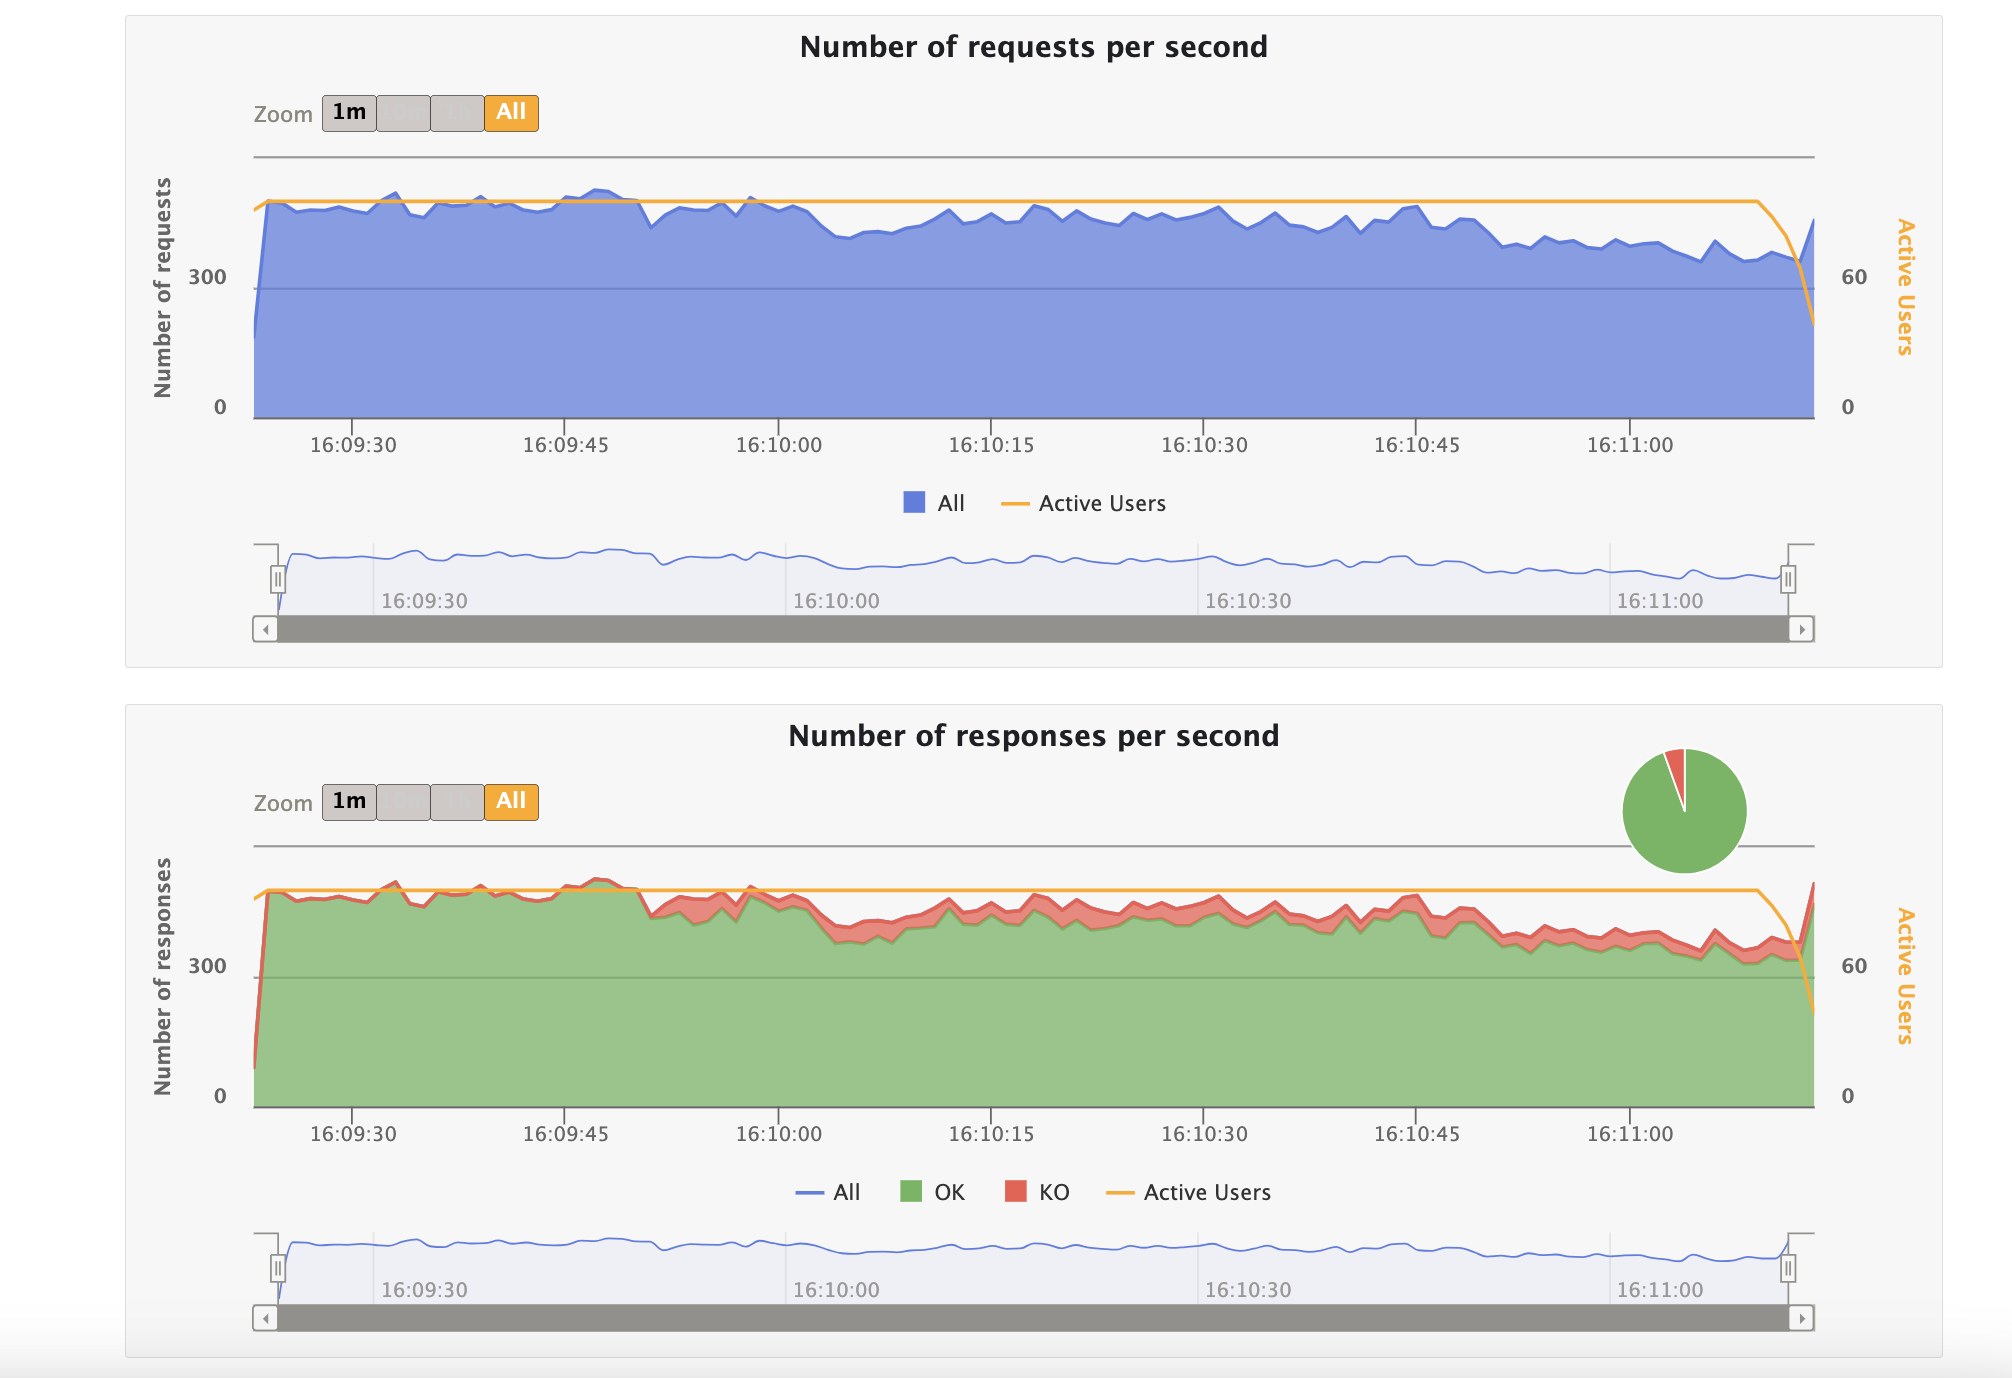 Number of requests per second
Zoom 1m 10m 1h All
Number of requests
300
0
60
0
Active Users
16:09:30 16:09:45 16:10:00 16:10:15 16:10:30 16:10:45 16:11:00
All Active Users
16:09:30 16:10:00 16:10:30 16:11:00
Number of responses per second
Zoom 1m 10m 1h All
Number of responses
300
0
60
0
Active Users
16:09:30 16:09:45 16:10:00 16:10:15 16:10:30 16:10:45 16:11:00
All OK KO Active Users
16:09:30 16:10:00 16:10:30 16:11:00